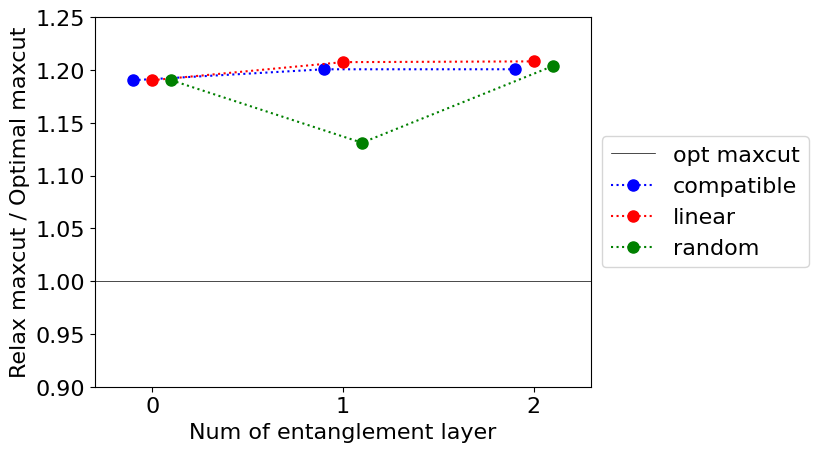 Relax maxcut / Optimal maxcut
1.25
1.20
1.15
1.10
1.05
1.00
0.95
0.90
0
1
2
Num of entanglement layer
opt maxcut
compatible
linear
random